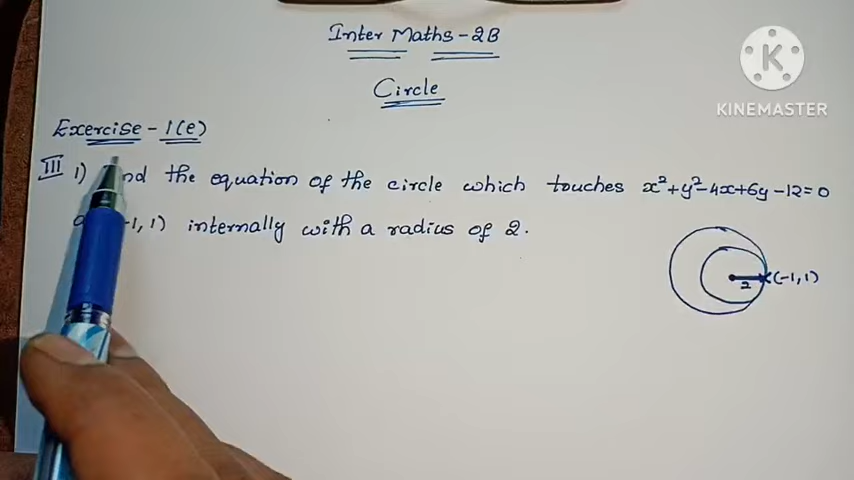 Inter Maths-2B
Circle
KINEMASTER
Exercise - 1(e)
III 1) the equation of the circle which touches x²+y²-4x+6y-12=0
-1, 1) internally with a radius of 2.
2
(-1, 1)